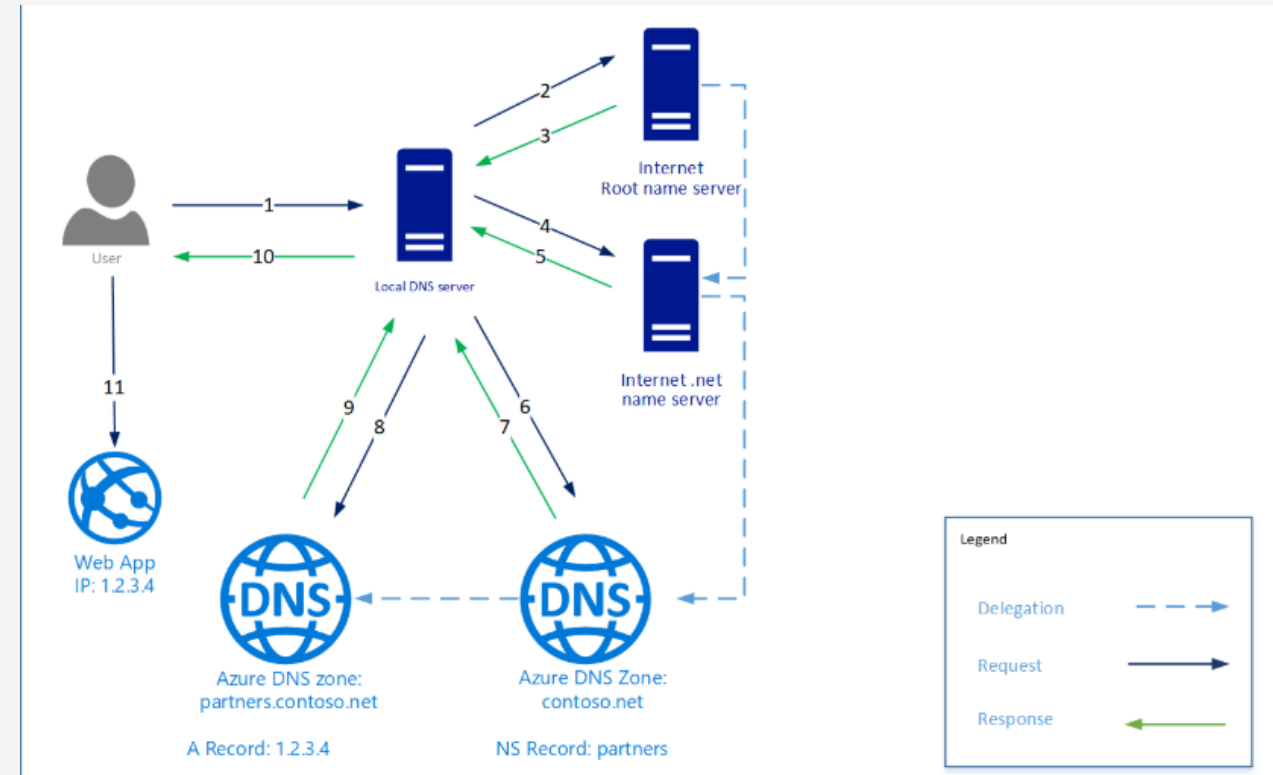 2
3
Internet
Root name server
1
4
5
User
10
Local DNS server
Internet .net
name server
11
9
8
6
7
Web App
IP: 1.2.3.4
DNS
DNS
Azure DNS zone:
partners.contoso.net
Azure DNS Zone:
contoso.net
A Record: 1.2.3.4
NS Record: partners
Legend
Delegation
Request
Response